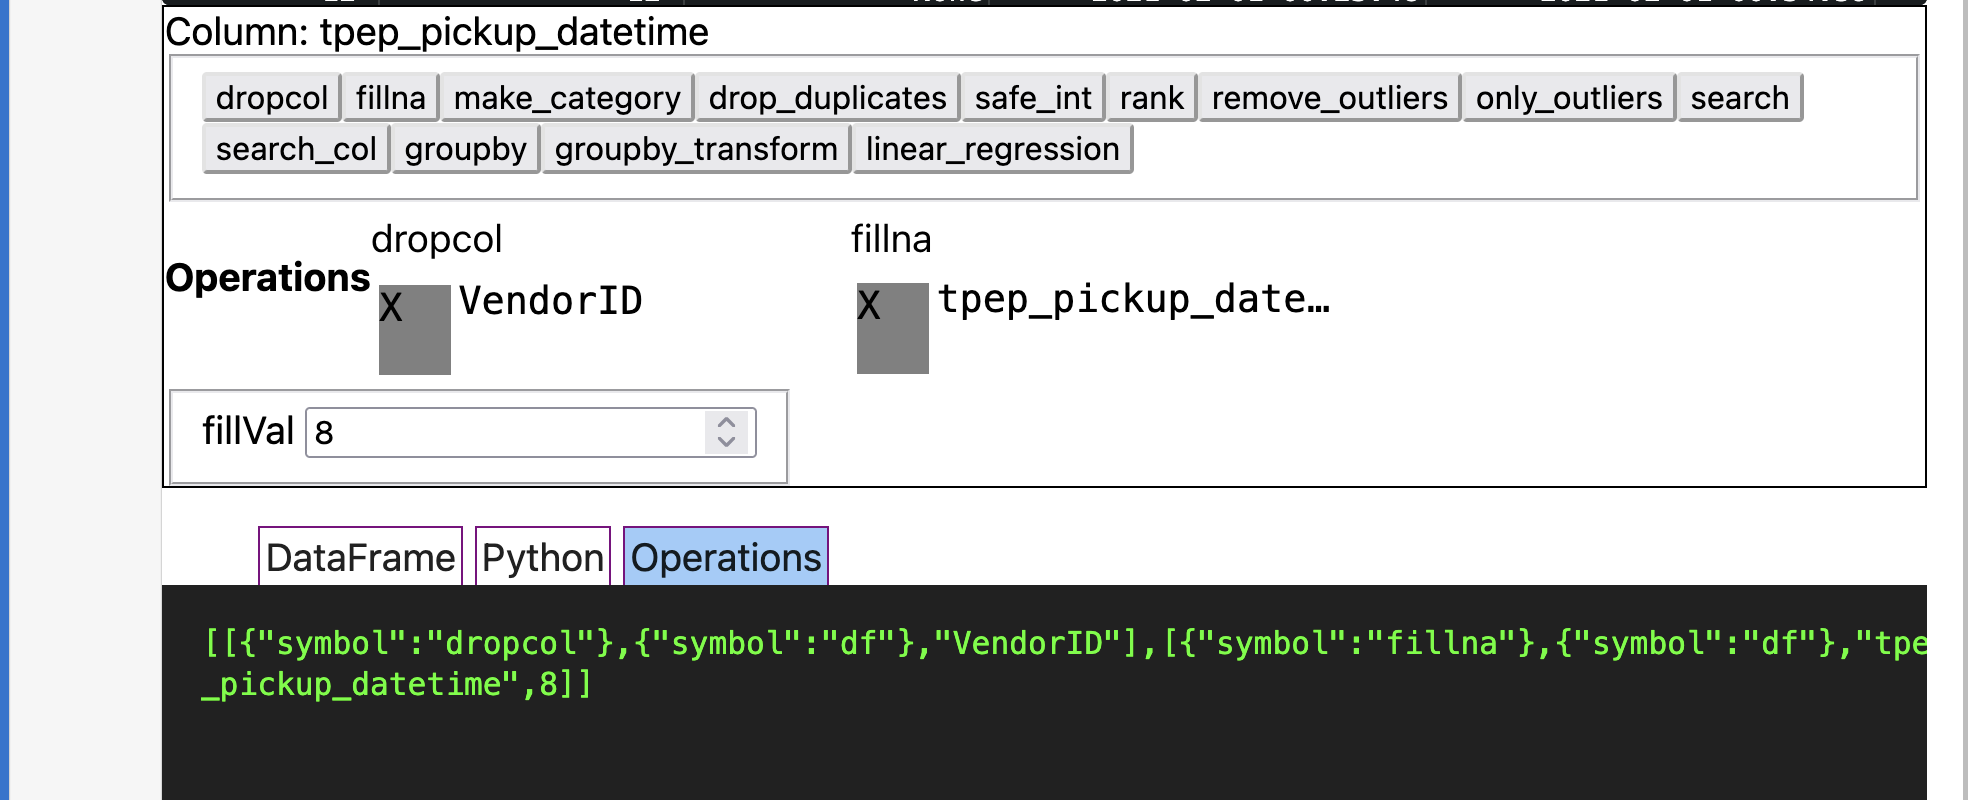 Column: tpep_pickup_datetime
dropcol fillna make_category drop_duplicates safe_int rank remove_outliers only_outliers search
search_col groupby groupby_transform linear_regression
dropcol fillna
Operations
X VendorID X tpep_pickup_date…
fillVal 8
DataFrame Python Operations
[[{"symbol":"dropcol"},{"symbol":"df"},"VendorID"],[{"symbol":"fillna"},{"symbol":"df"},"tpe
_pickup_datetime",8]]